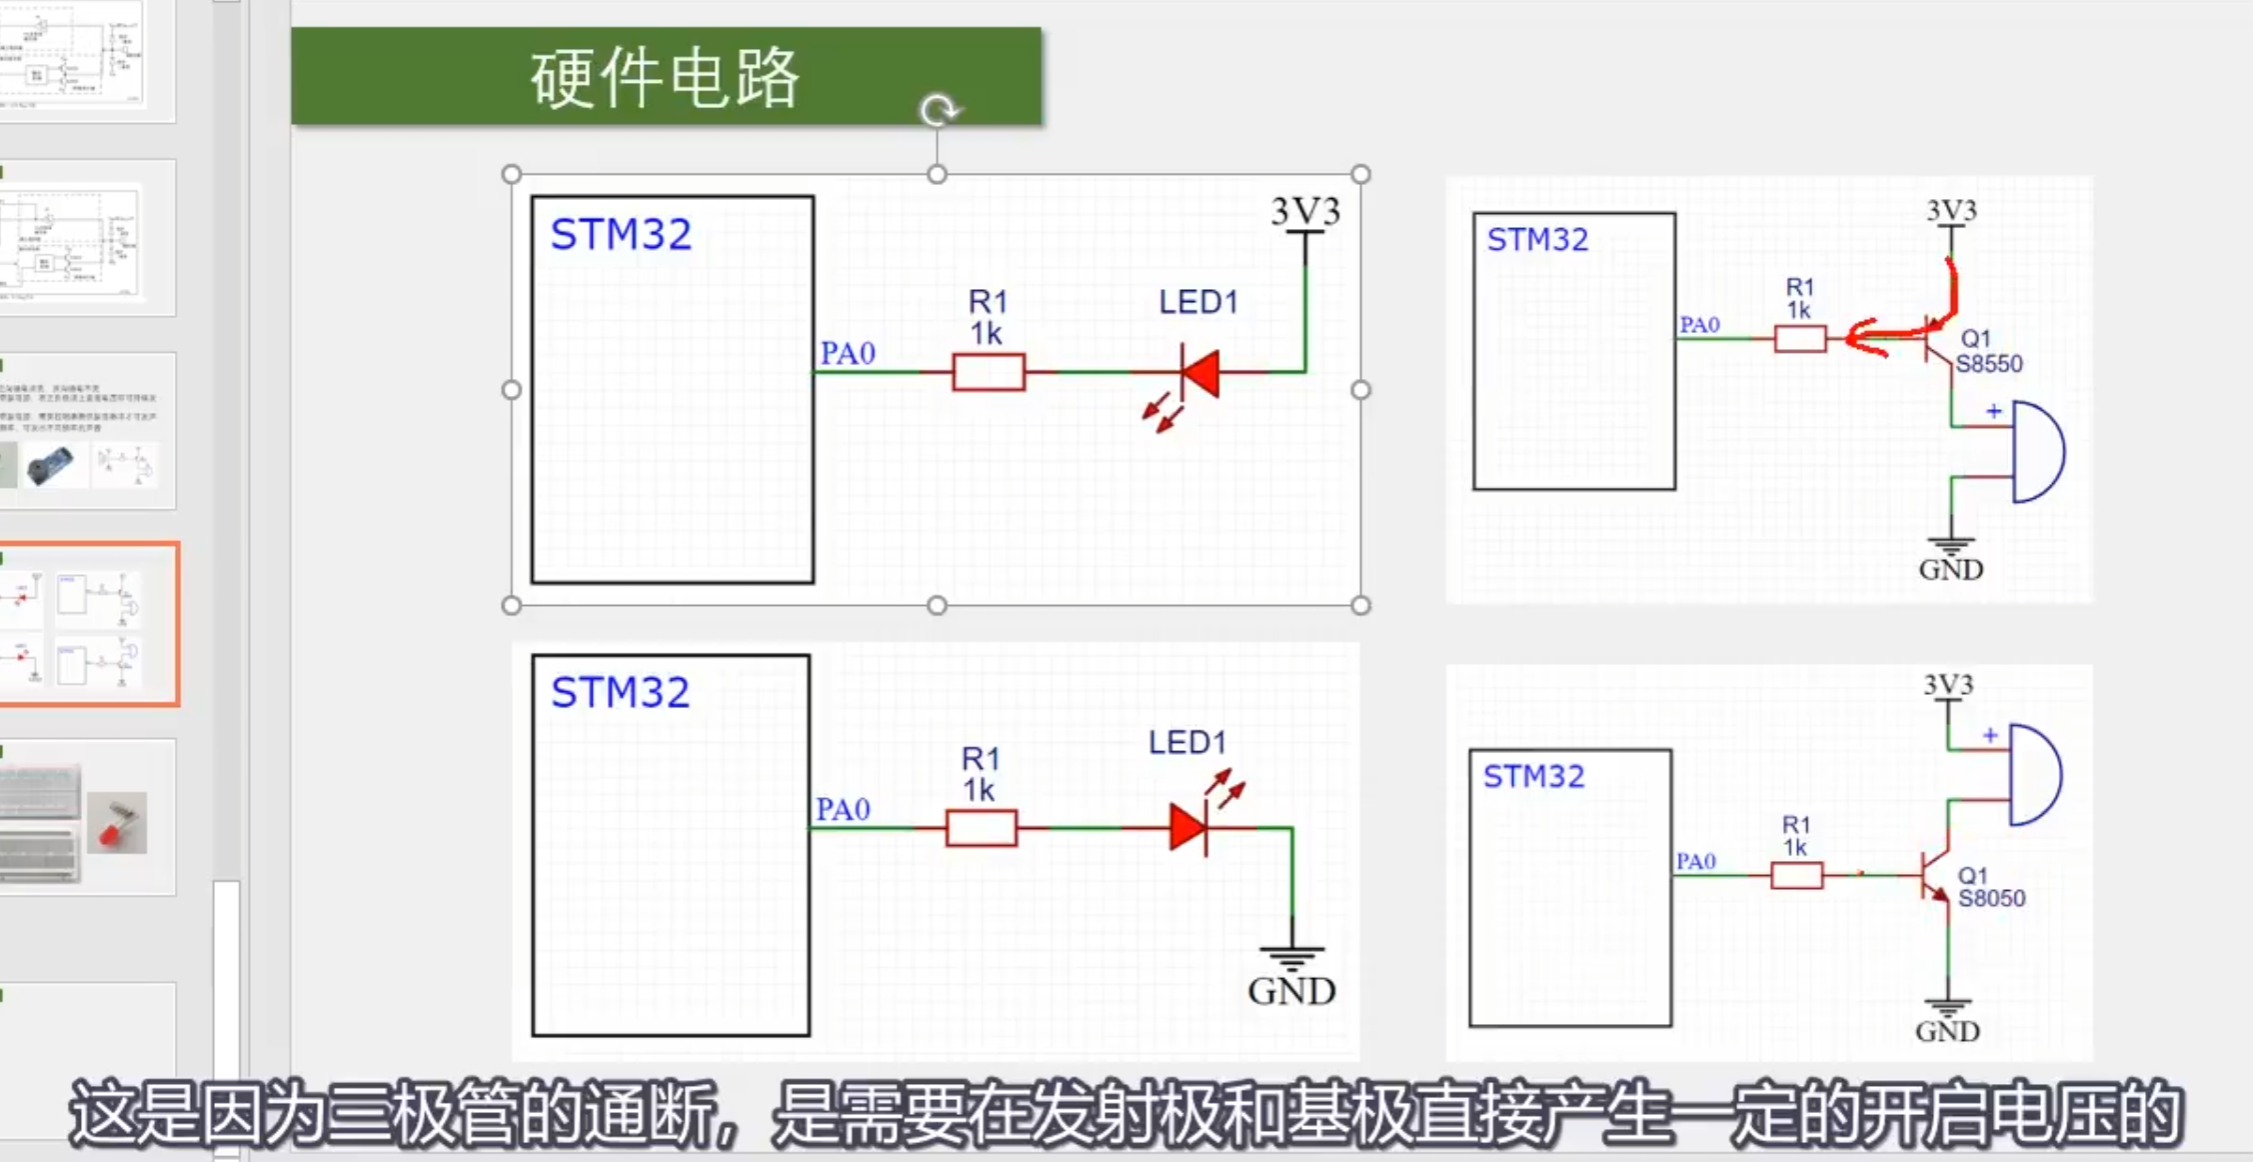 硬件电路
STM32
3V3
R1
1k
LED1
PA0
STM32
3V3
R1
1k
PA0
Q1
S8550
+
GND
STM32
R1
1k
LED1
PA0
GND
STM32
3V3
+
R1
1k
PA0
Q1
S8050
GND
这是因为三极管的通断，是需要在发射极和基极直接产生一定的开启电压的